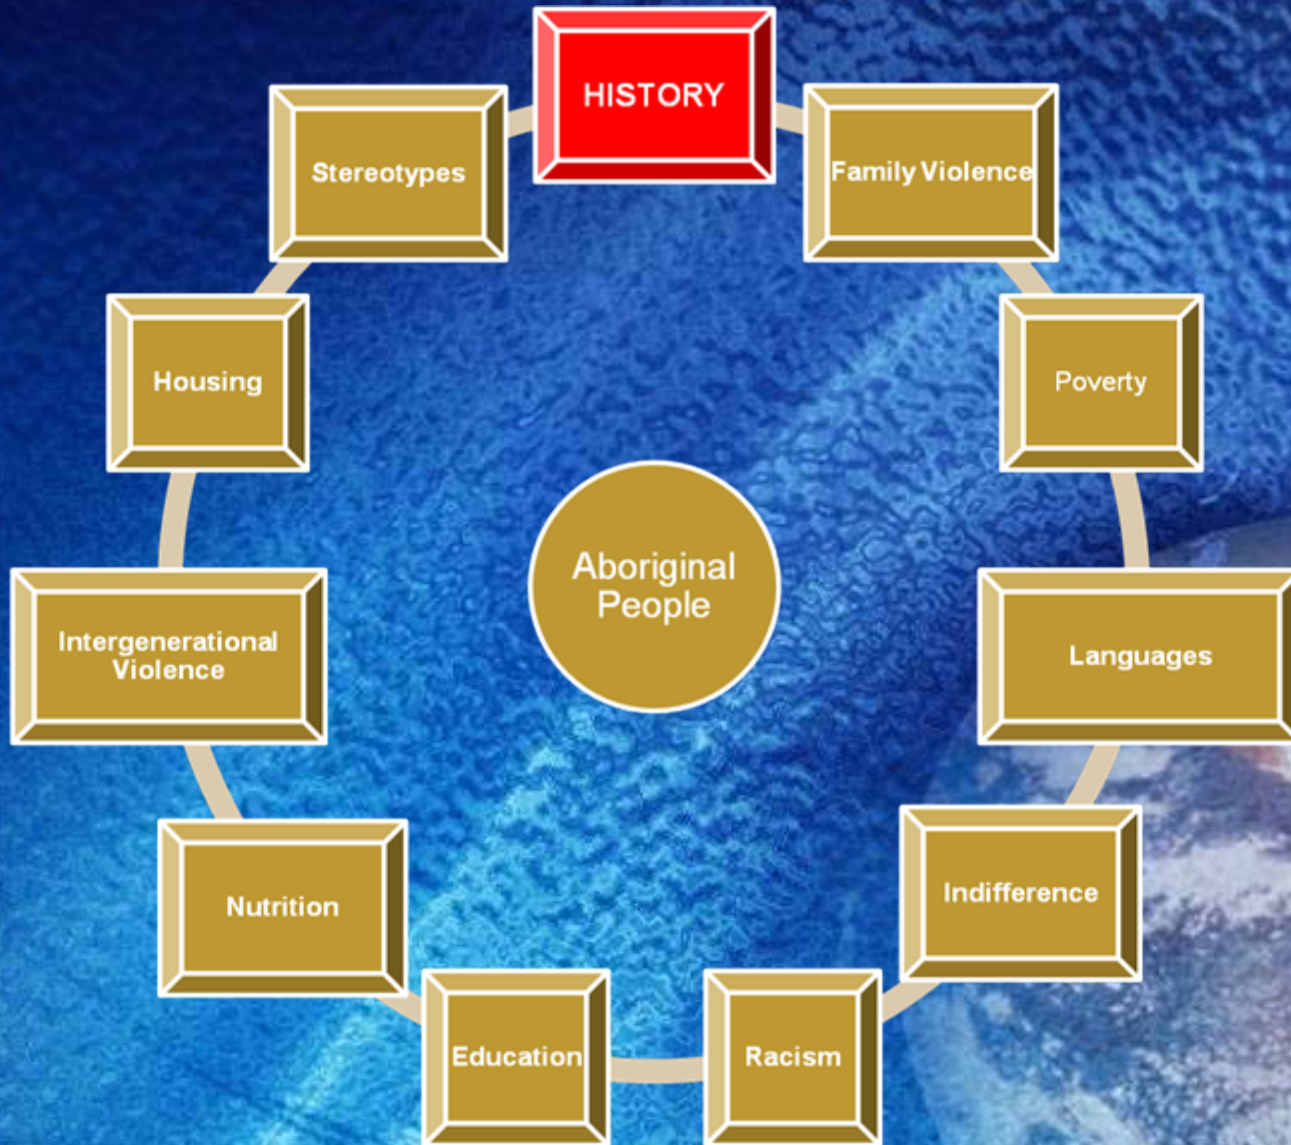 HISTORY
Family Violence
Poverty
Languages
Indifference
Racism
Education
Nutrition
Intergenerational
Violence
Housing
Stereotypes
Aboriginal
People